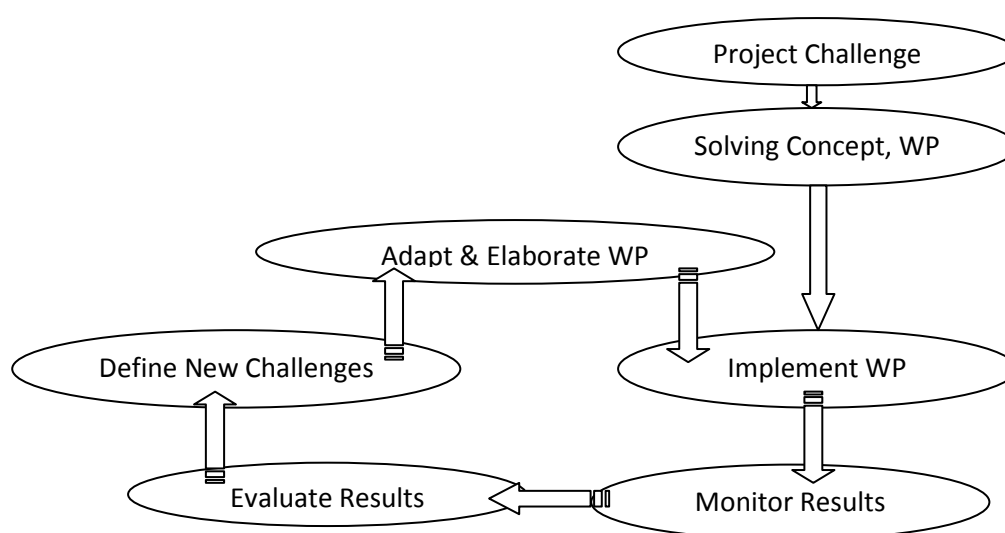 Project Challenge
Solving Concept, WP
Adapt & Elaborate WP
Define New Challenges
Implement WP
Evaluate Results
Monitor Results